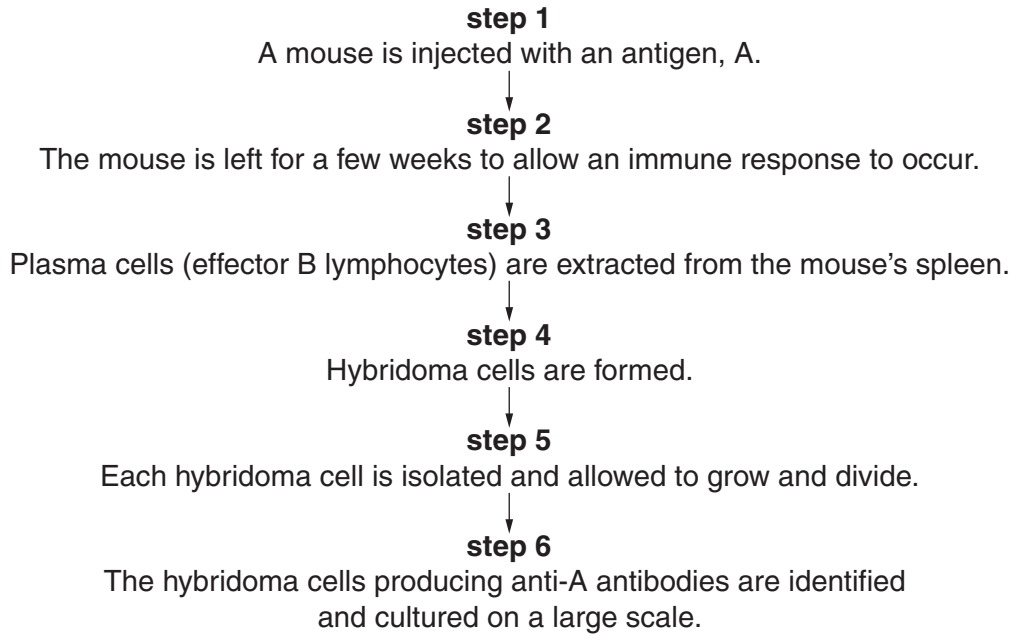 step 1
A mouse is injected with an antigen, A.
step 2
The mouse is left for a few weeks to allow an immune response to occur.
step 3
Plasma cells (effector B lymphocytes) are extracted from the mouse’s spleen.
step 4
Hybridoma cells are formed.
step 5
Each hybridoma cell is isolated and allowed to grow and divide.
step 6
The hybridoma cells producing anti-A antibodies are identified
and cultured on a large scale.